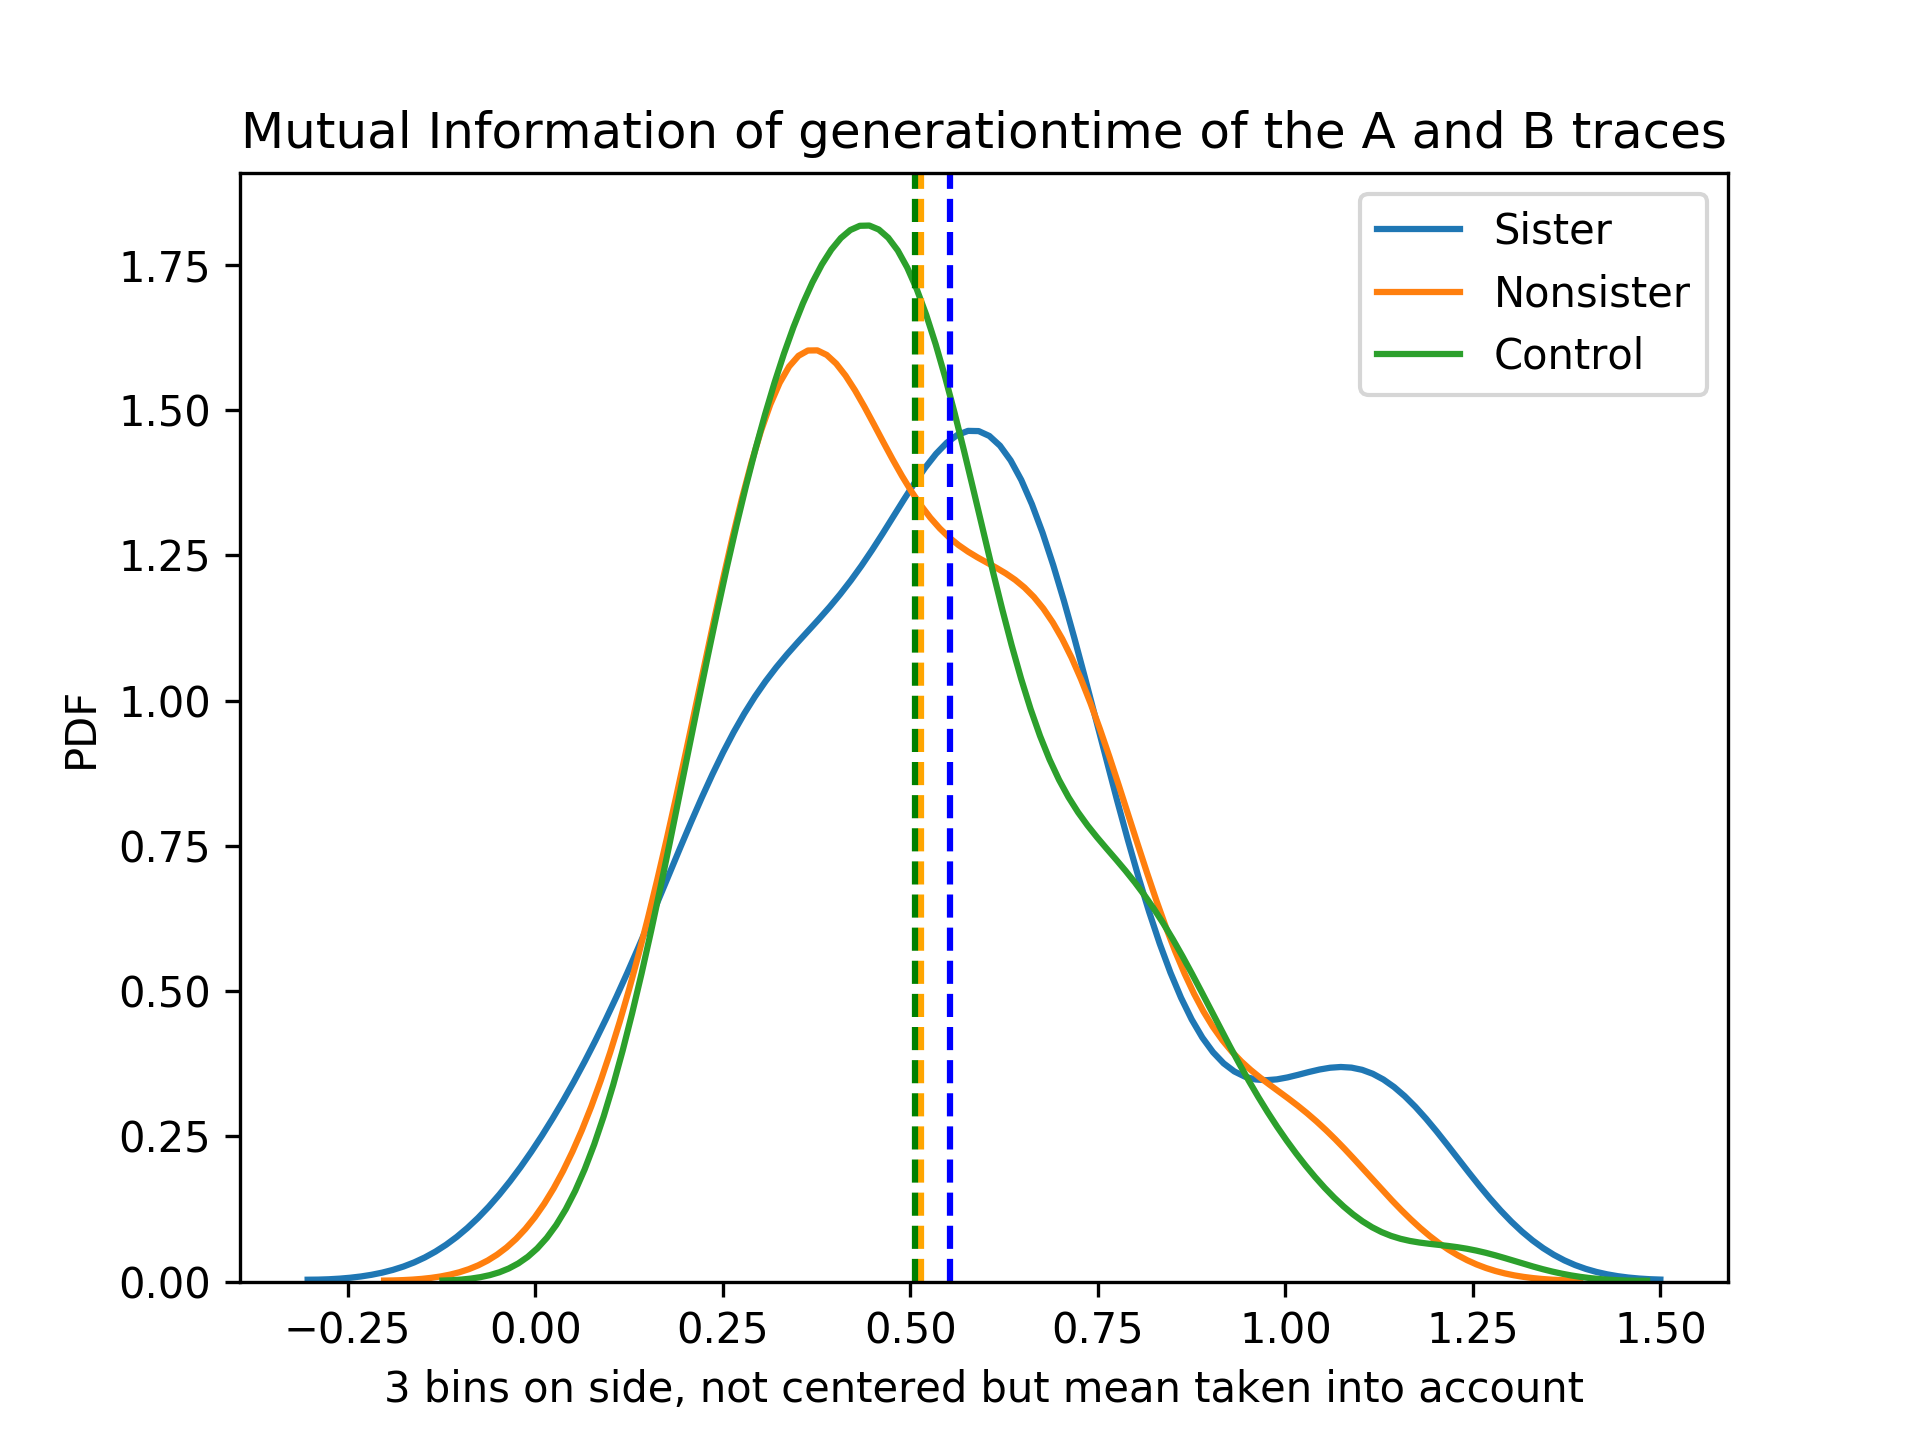 Mutual Information of generationtime of the A and B traces
Sister
Nonsister
Control
PDF
1.75
1.50
1.25
1.00
0.75
0.50
0.25
0.00
−0.25
0.00
0.25
0.50
0.75
1.00
1.25
1.50
3 bins on side, not centered but mean taken into account